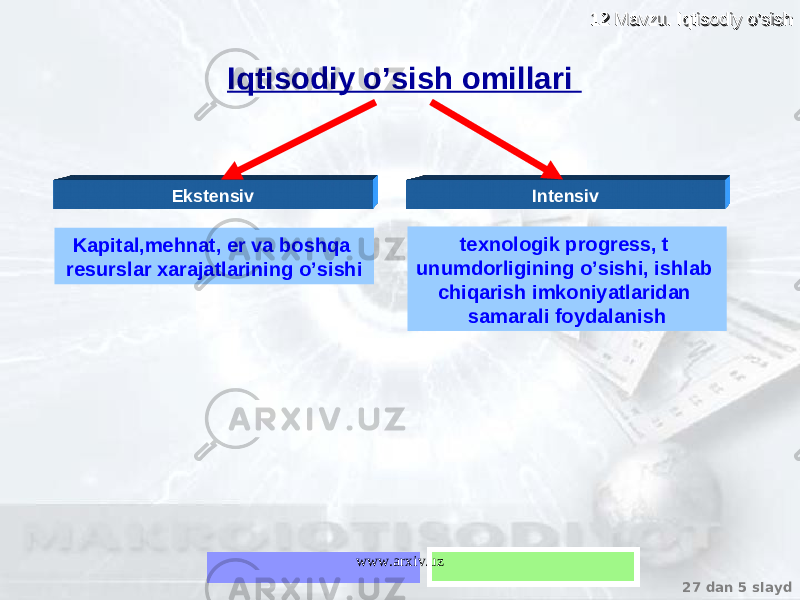 12 Mavzu. Iqtisodiy o'sish
Iqtisodiy o’sish omillari
Ekstensiv
Intensiv
Kapital,mehnat, er va boshqa
resurslar xarajatlarining o’sishi
texnologik progress, t
unumdorligining o’sishi, ishlab
chiqarish imkoniyatlaridan
samarali foydalanish
ARXIV.UZ
ARXIV.UZ
ARXIV.UZ
MAKROIQTISODIYOT
www.arxiv.uz
ARXIV.UZ
27 dan 5 slayd